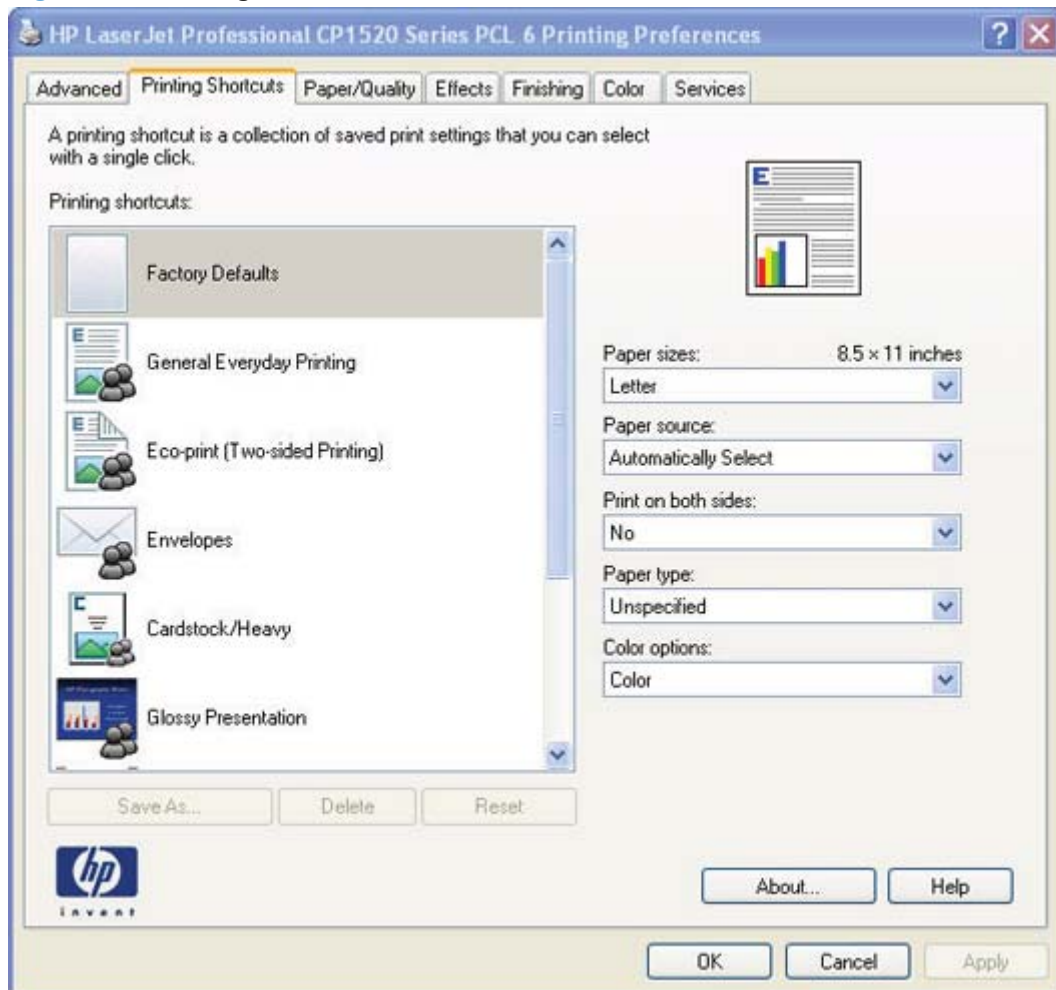 HP LaserJet Professional CP1520 Series PCL 6 Printing Preferences
Advanced Printing Shortcuts Paper/Quality Effects Finishing Color Services
A printing shortcut is a collection of saved print settings that you can select
with a single click.
Printing shortcuts:
Factory Defaults
General Everyday Printing
Eco-print (Two-sided Printing)
Envelopes
Cardstock/Heavy
Glossy Presentation
Save As... Delete Reset
E
Paper sizes: 8.5 × 11 inches
Letter
Paper source:
Automatically Select
Print on both sides:
No
Paper type:
Unspecified
Color options:
Color
hp
invent
About... Help
OK Cancel Apply